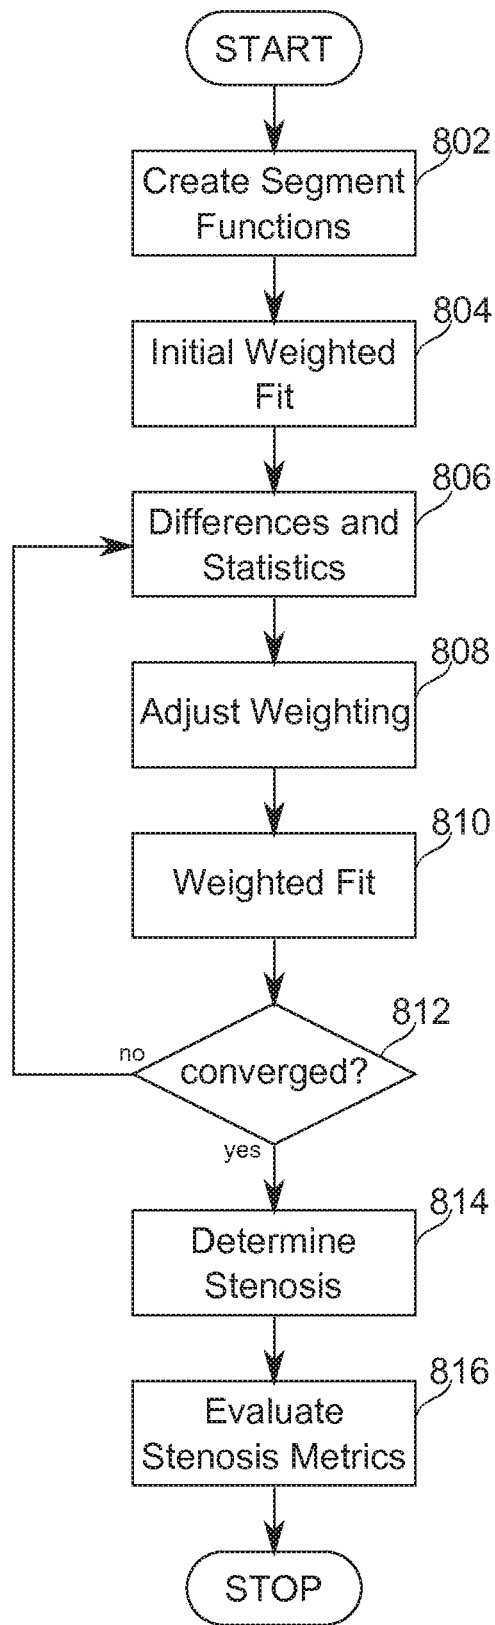 START
802
Create Segment
Functions
804
Initial Weighted
Fit
806
Differences and
Statistics
808
Adjust Weighting
810
Weighted Fit
812
no
converged?
yes
814
Determine
Stenosis
816
Evaluate
Stenosis Metrics
STOP